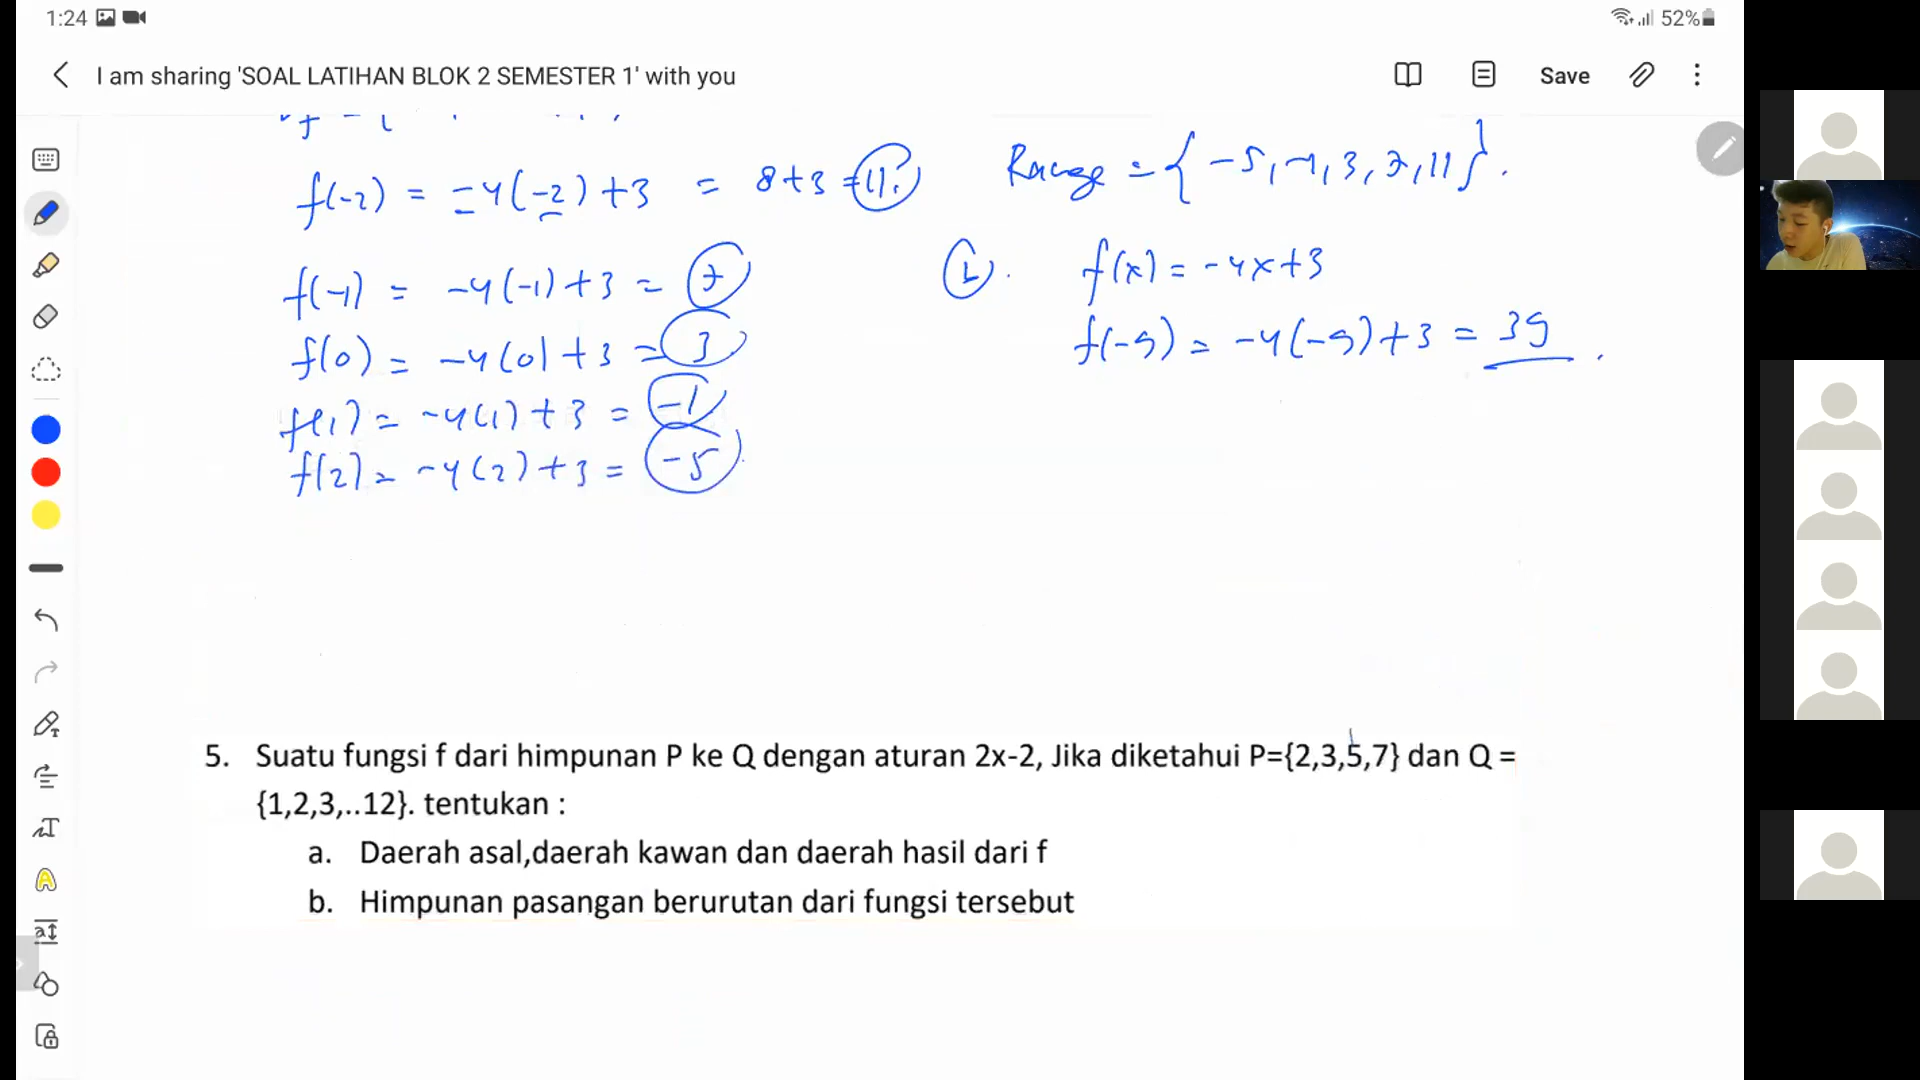 1:24 52%
I am sharing 'SOAL LATIHAN BLOK 2 SEMESTER 1' with you Save
f(-2) = -4(-2)+3 = 8+3 = 11.
Range = { -5, -1, 3, 7, 11 } .
f(-1) = -4(-1)+3 = 7
b. f(x) = -4x+3
f(0) = -4(0)+3 = 3
f(-9) = -4(-9)+3 = 39
f(1) = -4(1)+3 = -1
f(2) = -4(2)+3 = -5
5. Suatu fungsi f dari himpunan P ke Q dengan aturan 2x-2, Jika diketahui P={2,3,5,7} dan Q =
{1,2,3,..12}. tentukan :
a. Daerah asal,daerah kawan dan daerah hasil dari f
b. Himpunan pasangan berurutan dari fungsi tersebut